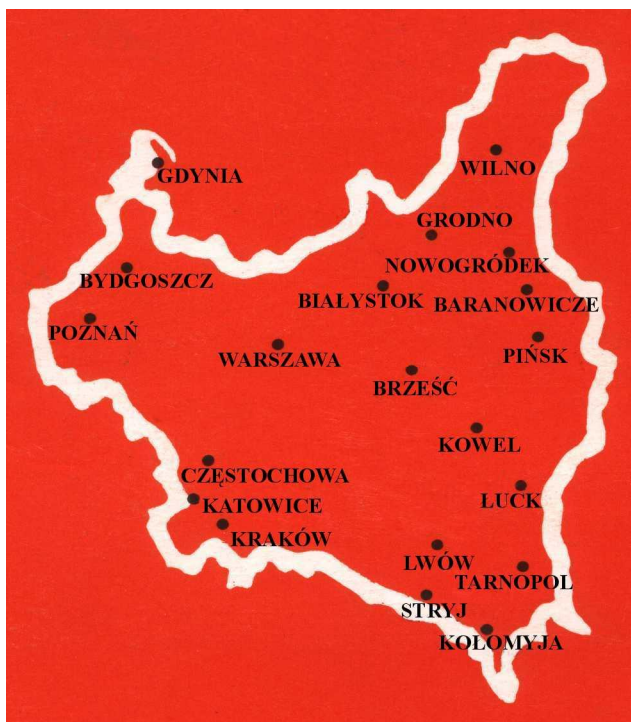 WILNO
GDYNIA
GRODNO
NOWOGRÓDEK
BYDGOSZCZ
BIAŁYSTOK
BARANOWICZE
POZNAŃ
WARSZAWA
PIŃSK
BRZEŚĆ
KOWEL
CZĘSTOCHOWA
KATOWICE
ŁUCK
KRAKÓW
LWÓW
TARNOPOL
STRYJ
KOŁOMYJA